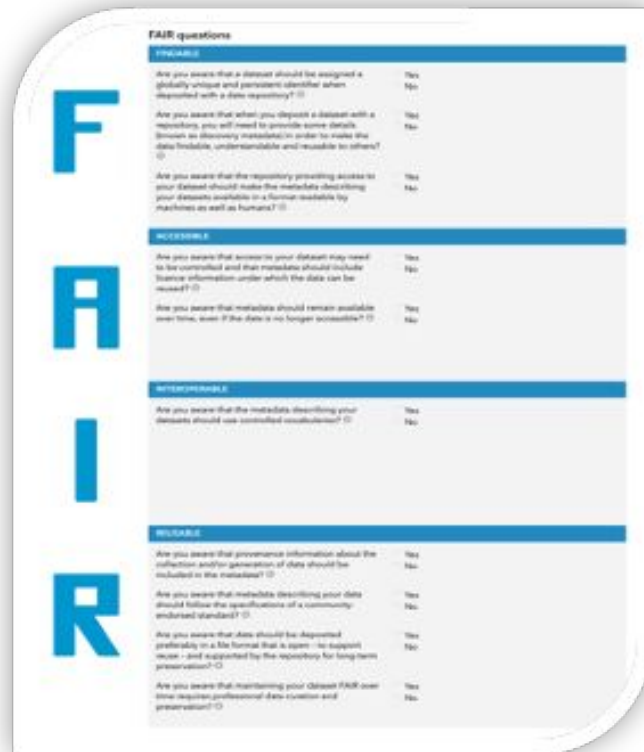 FAIR questions
F
FINDABLE
Are you aware that a dataset should be assigned a
globally unique and persistent identifier when
deposited with a data repository?
Yes
No
Are you aware that when you deposit a dataset with a
repository, you will need to provide some details
(known as discovery metadata) in order to make the
data findable, understandable and reusable to others?
Yes
No
Are you aware that the repository providing access to
your dataset should make the metadata describing
your datasets available in a format readable by
machines as well as humans?
Yes
No
A
ACCESSIBLE
Are you aware that access to your dataset may need
to be controlled and that metadata should include
licence information under which the data can be
reused?
Yes
No
Are you aware that metadata should remain available
over time, even if the data is no longer accessible?
Yes
No
I
INTEROPERABLE
Are you aware that the metadata describing your
datasets should use controlled vocabularies?
Yes
No
R
REUSABLE
Are you aware that provenance information about the
collection and/or generation of data should be
included in the metadata?
Yes
No
Are you aware that metadata describing your data
should follow the specifications of a community-
endorsed standard?
Yes
No
Are you aware that data should be deposited
preferably in a file format that is open - to support
reuse - and supported by the repository for long-term
preservation?
Yes
No
Are you aware that maintaining your dataset FAIR over
time requires professional data curation and
preservation?
Yes
No